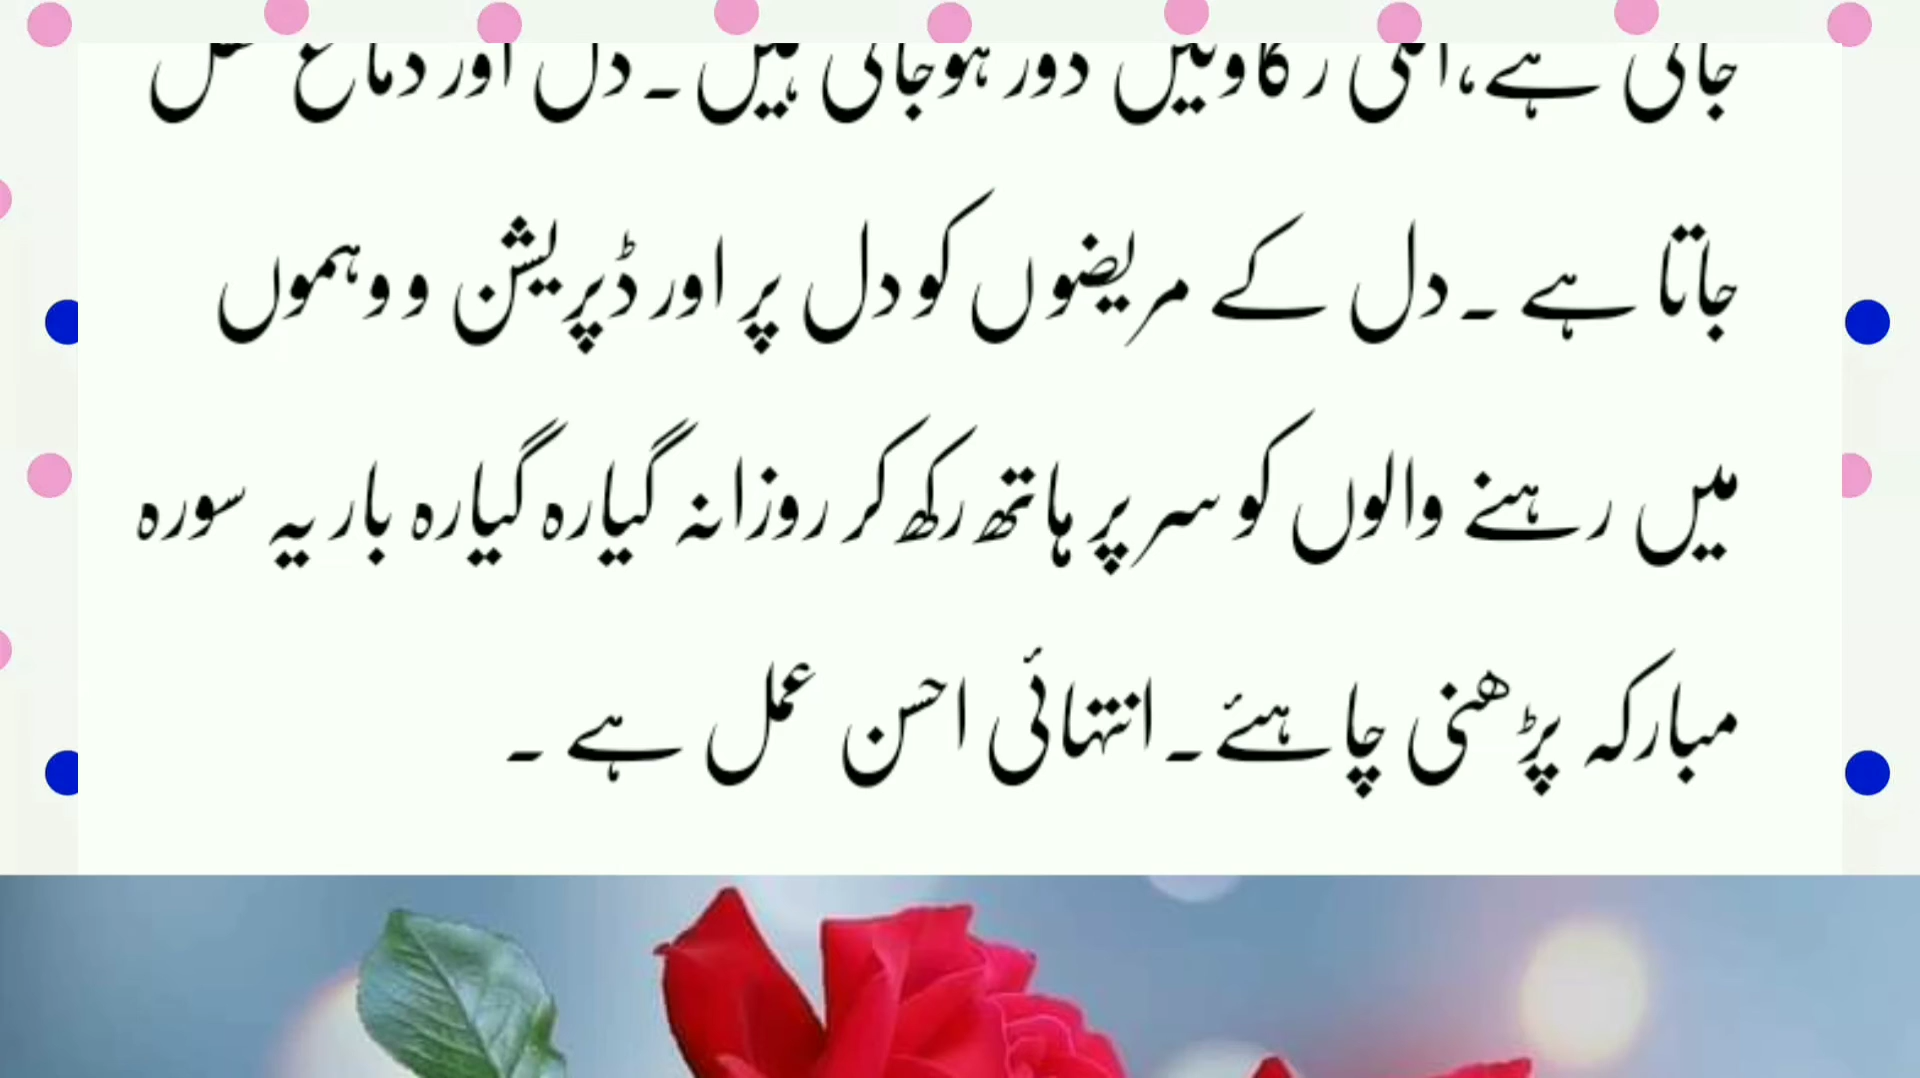 جاتی ہے، انکی رکاوٹیں دور ہوجاتی ہیں۔ دل اور دماغ
جاتا ہے ۔ دل کے مریضوں کو دل پر اور ڈپریشن و وہموں
میں رہنے والوں کو سر پر ہاتھ رکھ کر روزانہ گیارہ گیارہ بار یہ سورہ
مبارکہ پڑھنی چاہئے۔ انتہائی احسن عمل ہے ۔